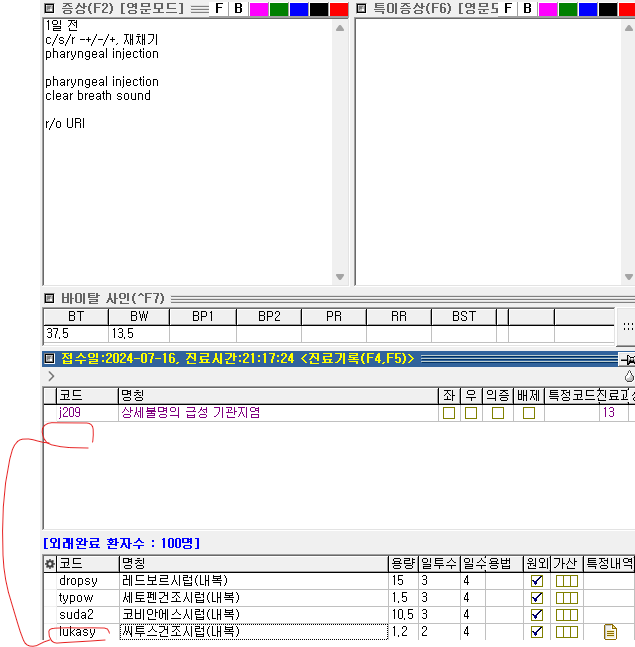 증상(F2) [영문모드] F B
특이증상(F6) [영문도 F B
1일 전
c/s/r -+/-/+, 재채기
pharyngeal injection
pharyngeal injection
clear breath sound
r/o URI
바이탈 사인(^F7)
BT BW BP1 BP2 PR RR BST
37.5 13.5
접수일:2024-07-16, 진료시간:21:17:24 <진료기록(F4,F5)>
코드 명칭 좌 우 의증 배제 특정코드 진료과
j209 상세불명의 급성 기관지염 13
[외래완료 환자수 : 100명]
코드 명칭 용량 일투수 일수 용법 원외 가산 특정내역
dropsy 레드보르시럽(내복) 15 3 4
typow 세토펜건조시럽(내복) 1.5 3 4
suda2 코비안에스시럽(내복) 10.5 3 4
lukasy 씨투스건조시럽(내복) 1.2 2 4